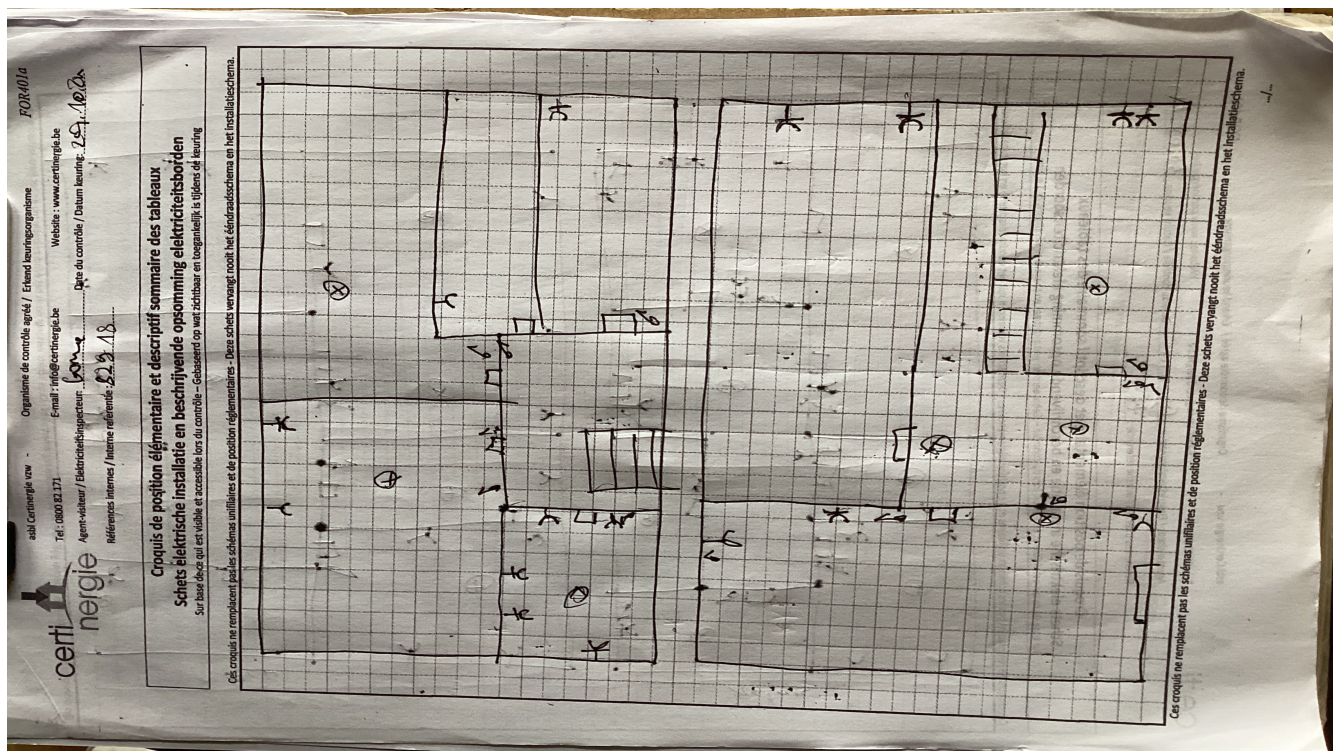 FOR401a
certinergie
asbl Certinergie vzw - Organisme de contrôle agréé / Erkend keuringsorganisme
Tel : 0800 82 171 E-mail : info@certinergie.be Website : www.certinergie.be
Agent-visiteur / Elektriciteitsinspecteur: Date du contrôle / Datum keuring:
Références internes / Interne referentie:
Croquis de position élémentaire et descriptif sommaire des tableaux
Schets elektrische installatie en beschrijvende opsomming elektriciteitsborden
Sur base de ce qui est visible et accessible lors du contrôle – Gebaseerd op wat zichtbaar en toegankelijk is tijdens de keuring
Ces croquis ne remplacent pas les schémas unifilaires et de position réglementaires - Deze schets vervangt nooit het ééndraadsschema en het installatieschema.
Ces croquis ne remplacent pas les schémas unifilaires et de position réglementaires - Deze schets vervangt nooit het ééndraadsschema en het installatieschema.
.../...